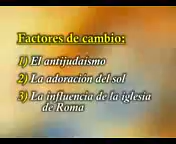 Factores de cambio:
1) El antijudaísmo
2) La adoración del sol
3) La influencia de la iglesia
de Roma